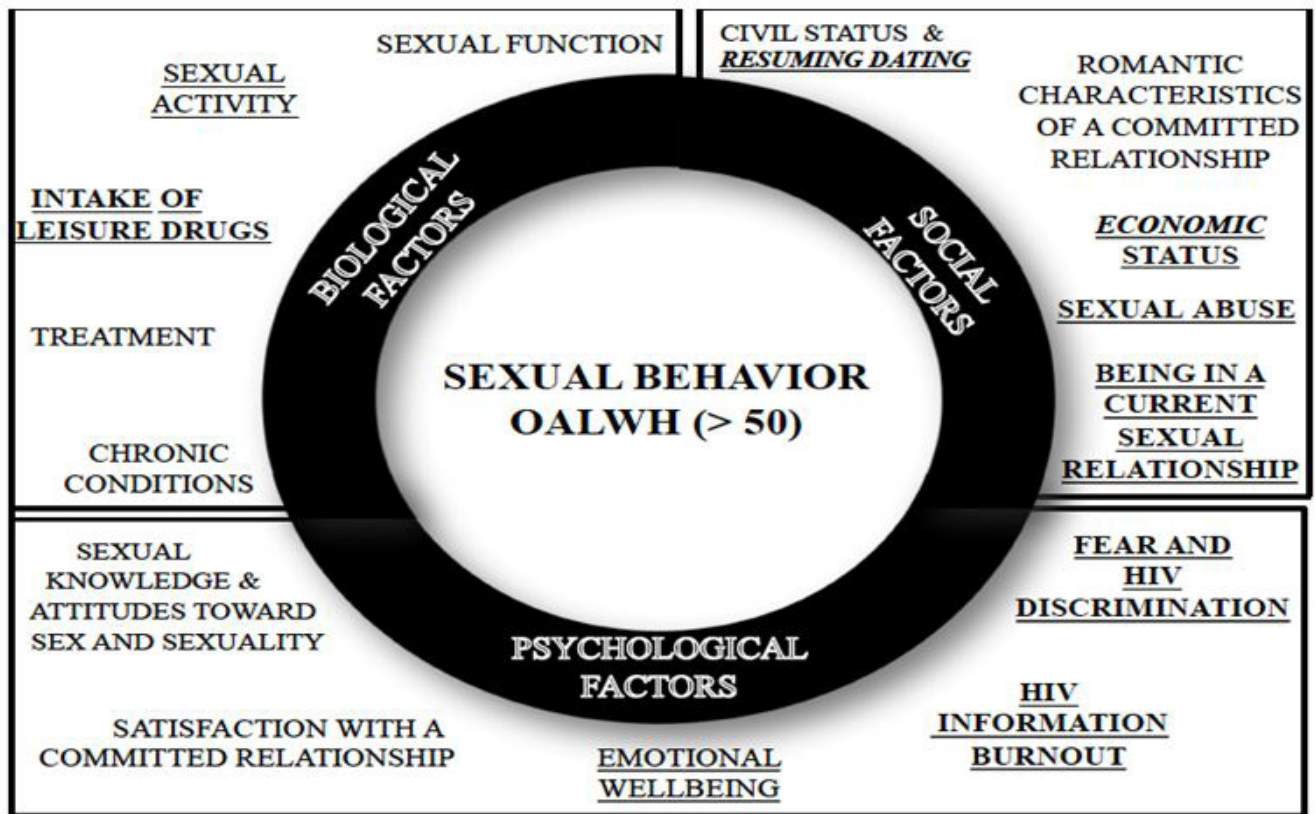 SEXUAL FUNCTION
SEXUAL
ACTIVITY
INTAKE OF
LEISURE DRUGS
TREATMENT
CHRONIC
CONDITIONS
BIOLOGICAL
FACTORS
CIVIL STATUS &
RESUMING DATING
ROMANTIC
CHARACTERISTICS
OF A COMMITTED
RELATIONSHIP
ECONOMIC
STATUS
SEXUAL ABUSE
BEING IN A
CURRENT
SEXUAL
RELATIONSHIP
SOCIAL
FACTORS
SEXUAL BEHAVIOR
OALWH (> 50)
SEXUAL
KNOWLEDGE &
ATTITUDES TOWARD
SEX AND SEXUALITY
SATISFACTION WITH A
COMMITTED RELATIONSHIP
PSYCHOLOGICAL
FACTORS
EMOTIONAL
WELLBEING
FEAR AND
HIV
DISCRIMINATION
HIV
INFORMATION
BURNOUT